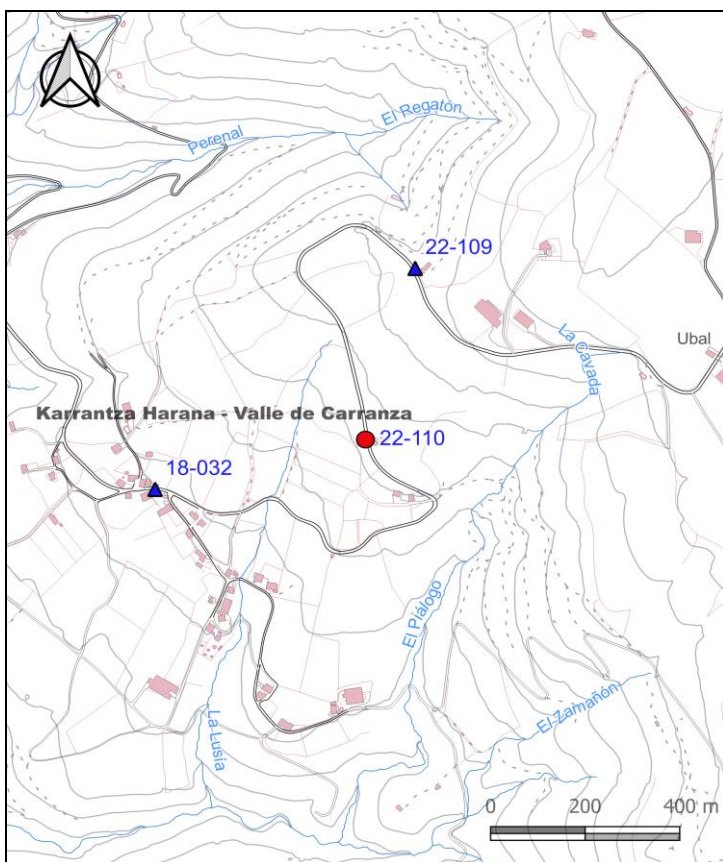 El Regatón
Perenal
22-109
La Cavada
Ubal
Karrantza Harana - Valle de Carranza
22-110
18-032
El Piálogo
El Zamañón
La Lusia
0 200 400 m